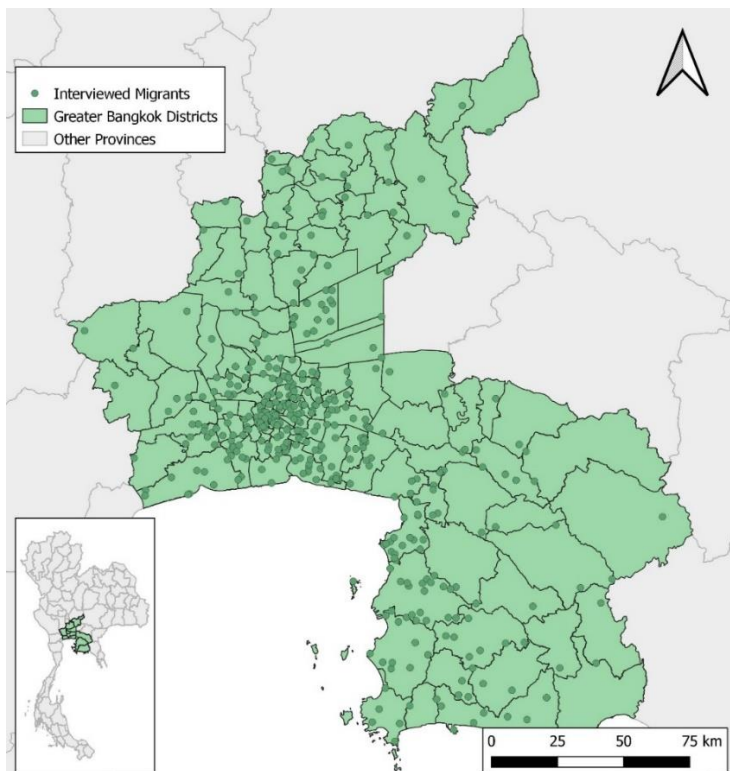 Interviewed Migrants
Greater Bangkok Districts
Other Provinces
0 25 50 75 km